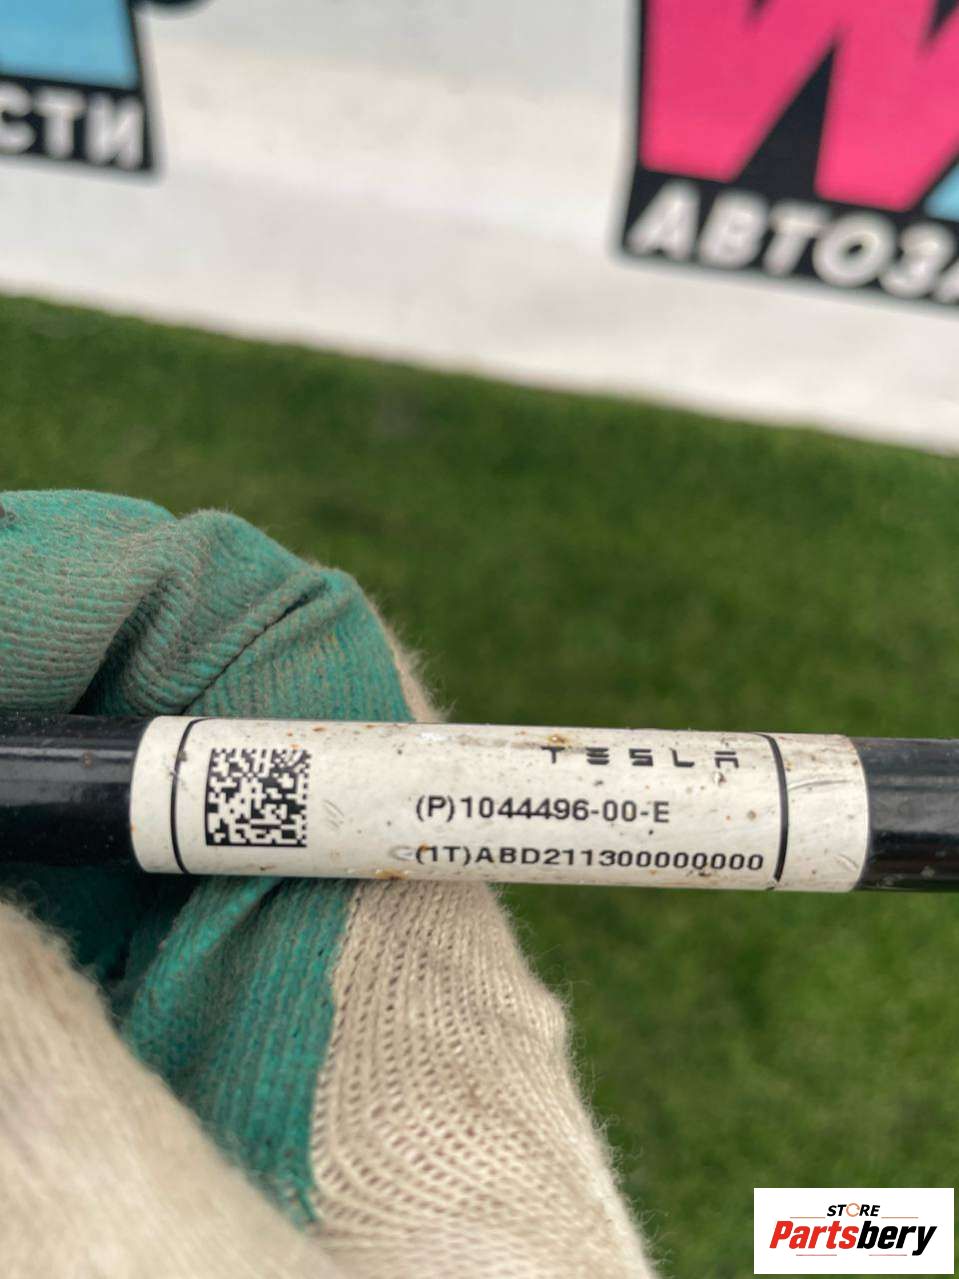 СТИ
АВТОЗА
TESLA
(P)1044496-00-E
(1T)ABD211300000000
STORE
Partsbery